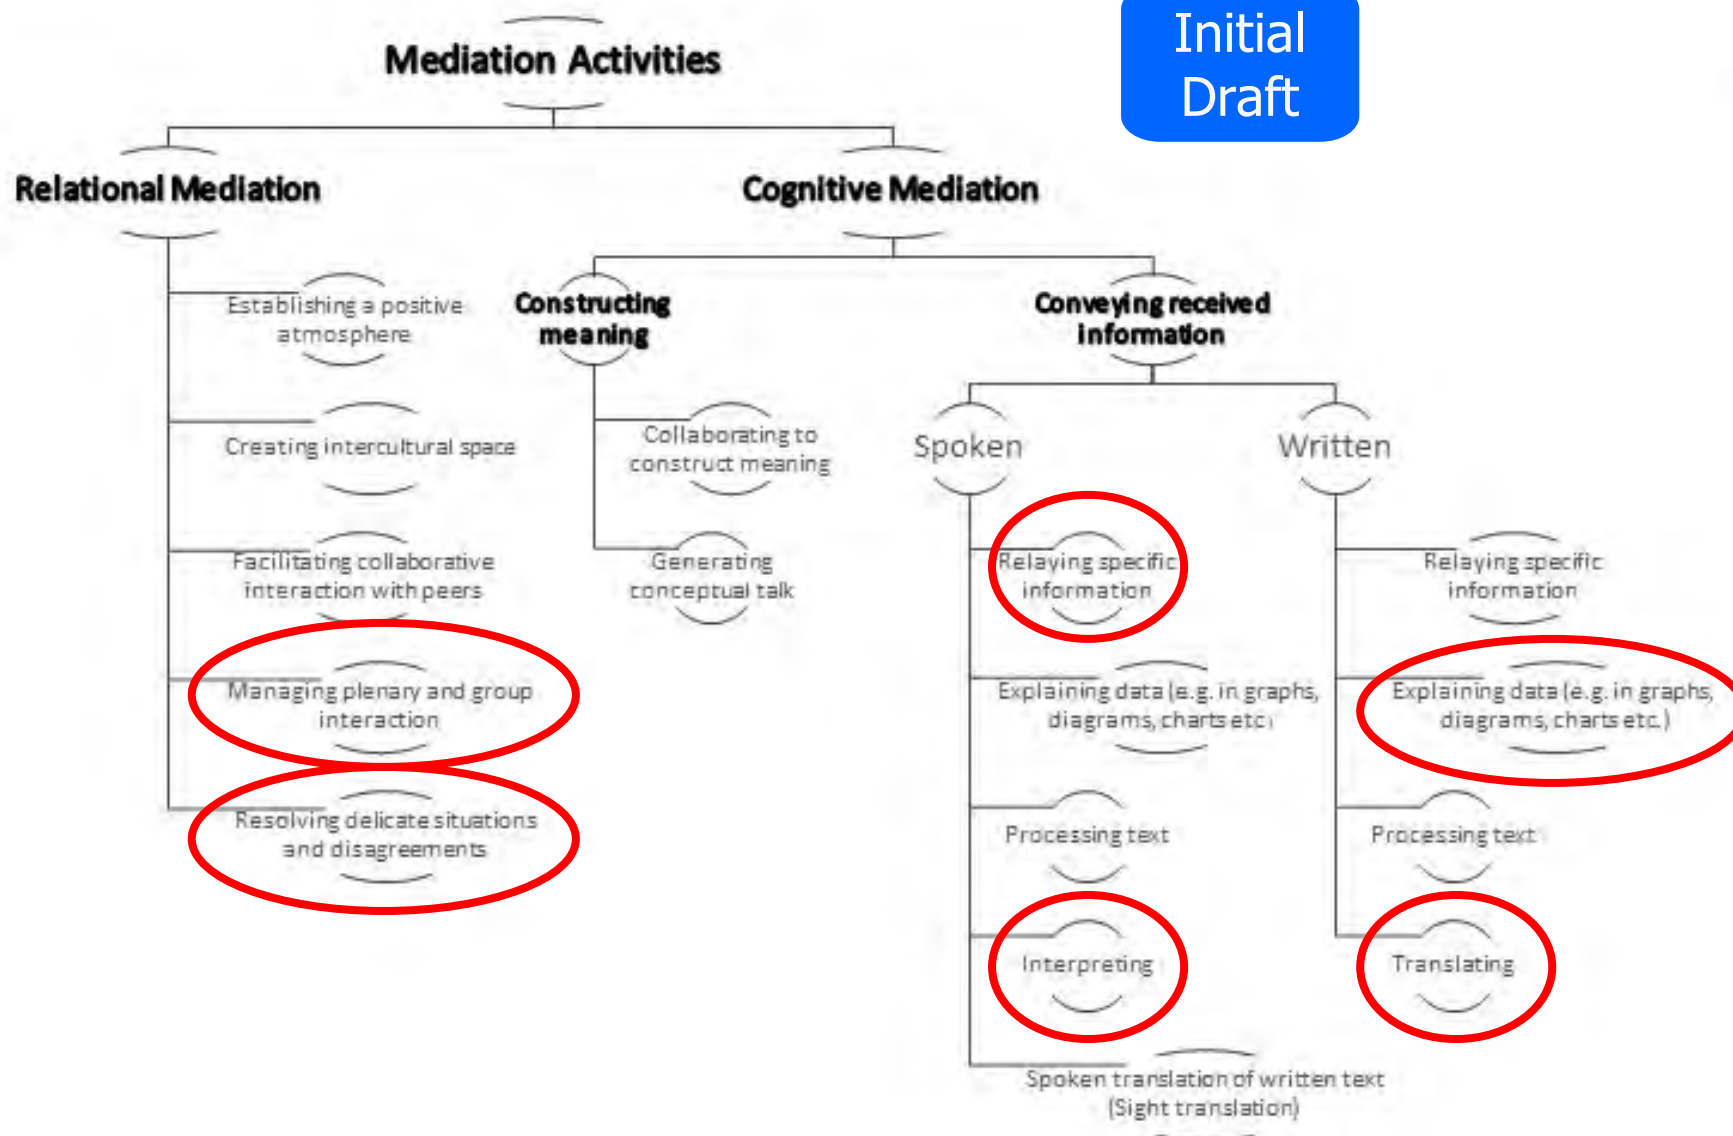 Initial
Draft
Mediation Activities
Relational Mediation
Cognitive Mediation
Establishing a positive
atmosphere
Creating intercultural space
Facilitating collaborative
interaction with peers
Managing plenary and group
interaction
Resolving delicate situations
and disagreements
Constructing
meaning
Collaborating to
construct meaning
Generating
conceptual talk
Conveying received
information
Spoken
Relaying specific
information
Explaining data (e.g. in graphs,
diagrams, charts etc)
Processing text
Interpreting
Spoken translation of written text
(Sight translation)
Written
Relaying specific
information
Explaining data (e.g. in graphs,
diagrams, charts etc.)
Processing text
Translating